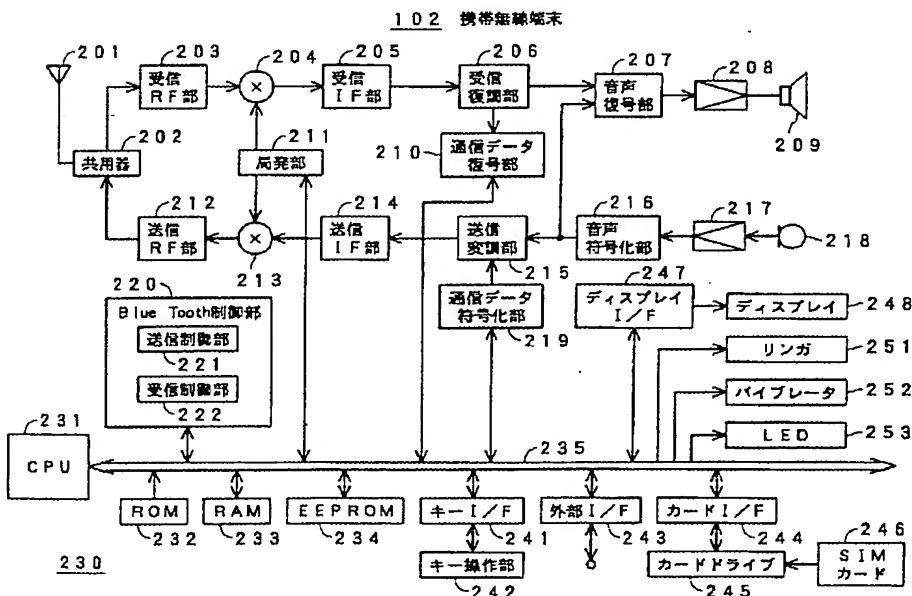 102 携帯無線端末
201
203
204
205
206
207
208
受信
RF部
受信
IF部
受信
復調部
音声
復号部
209
202
共用器
211
局発部
210
通信データ
復号部
212
送信
RF部
213
214
送信
IF部
送信
変調部
215
216
音声
符号化部
217
218
220
Blue Tooth制御部
送信制御部
221
受信制御部
222
通信データ
符号化部
219
247
ディスプレイ
I/F
ディスプレイ
248
リンガ
251
バイブレータ
252
LED
253
231
CPU
235
ROM
232
RAM
233
EEPROM
234
キーI/F
241
外部I/F
243
カードI/F
244
246
SIM
カード
キー操作部
242
カードドライブ
245
230